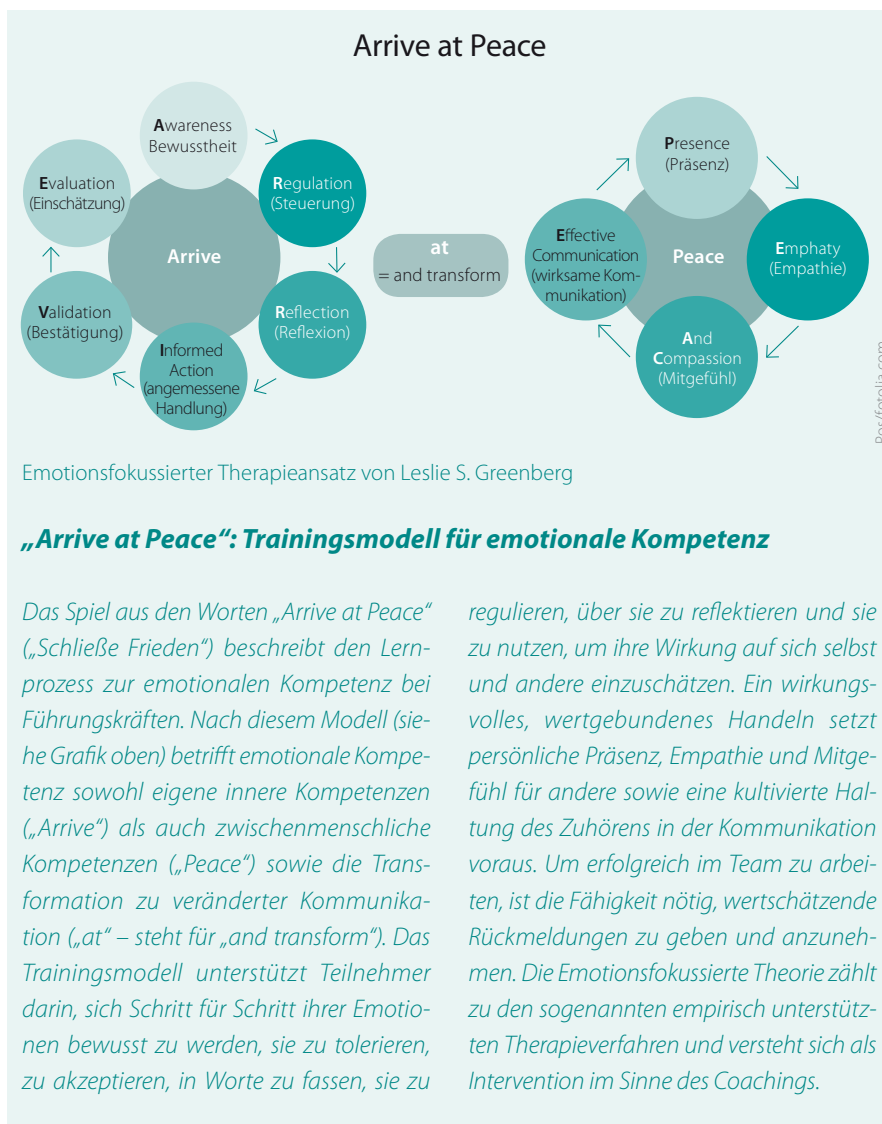 Arrive at Peace
Awareness
Bewusstheit
Regulation
(Steuerung)
Reflection
(Reflexion)
Informed
Action
(angemessene
Handlung)
Validation
(Bestätigung)
Evaluation
(Einschätzung)
Arrive
at
= and transform
Presence
(Präsenz)
Emphaty
(Empathie)
And
Compassion
(Mitgefühl)
Effective
Communication
(wirksame Kom-
munikation)
Peace
Emotionsfokussierter Therapieansatz von Leslie S. Greenberg
„Arrive at Peace“: Trainingsmodell für emotionale Kompetenz
Das Spiel aus den Worten „Arrive at Peace“
(„Schließe Frieden“) beschreibt den Lern-
prozess zur emotionalen Kompetenz bei
Führungskräften. Nach diesem Modell (sie-
he Grafik oben) betrifft emotionale Kompe-
tenz sowohl eigene innere Kompetenzen
(„Arrive“) als auch zwischenmenschliche
Kompetenzen („Peace“) sowie die Trans-
formation zu veränderter Kommunika-
tion („at“ – steht für „and transform“). Das
Trainingsmodell unterstützt Teilnehmer
darin, sich Schritt für Schritt ihrer Emotio-
nen bewusst zu werden, sie zu tolerieren,
zu akzeptieren, in Worte zu fassen, sie zu
regulieren, über sie zu reflektieren und sie
zu nutzen, um ihre Wirkung auf sich selbst
und andere einzuschätzen. Ein wirkungs-
volles, wertgebundenes Handeln setzt
persönliche Präsenz, Empathie und Mitge-
fühl für andere sowie eine kultivierte Hal-
tung des Zuhörens in der Kommunikation
voraus. Um erfolgreich im Team zu arbei-
ten, ist die Fähigkeit nötig, wertschätzende
Rückmeldungen zu geben und anzuneh-
men. Die Emotionsfokussierte Theorie zählt
zu den sogenannten empirisch unterstütz-
ten Therapieverfahren und versteht sich als
Intervention im Sinne des Coachings.